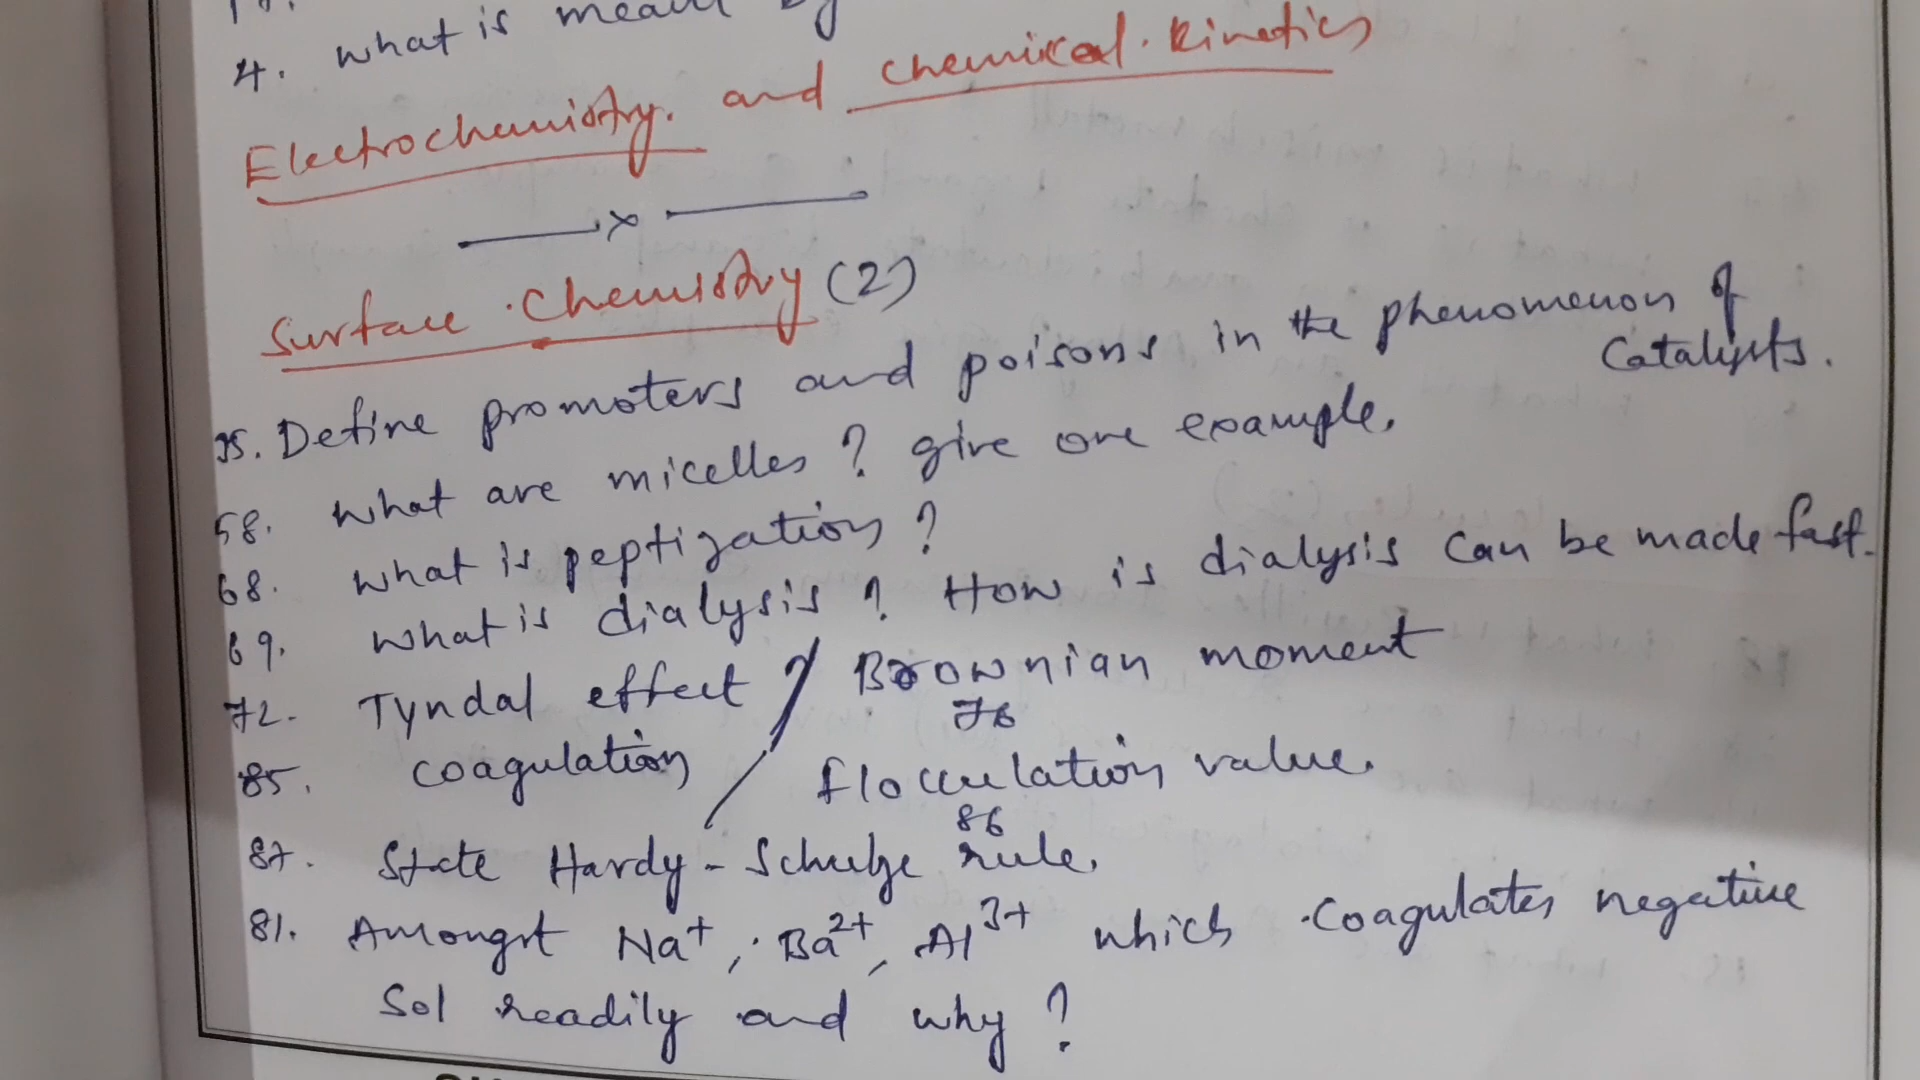 4. what is meant by
Electrochemistry. and chemical. kinetics
x
Surface .Chemistry (2)
35. Define promoters and poisons in the phenomenon of
Catalysts.
58. what are micelles ? give one example.
68. what is peptization ?
69. what is dialysis ? How is dialysis can be made fast.
72. Tyndal effect / Brownian moment
76
85. coagulation / flocculation value.
86
87. State Hardy - Schulze rule.
81. Amongst Na+, Ba2+, Al3+ which coagulates negative
Sol readily and why ?